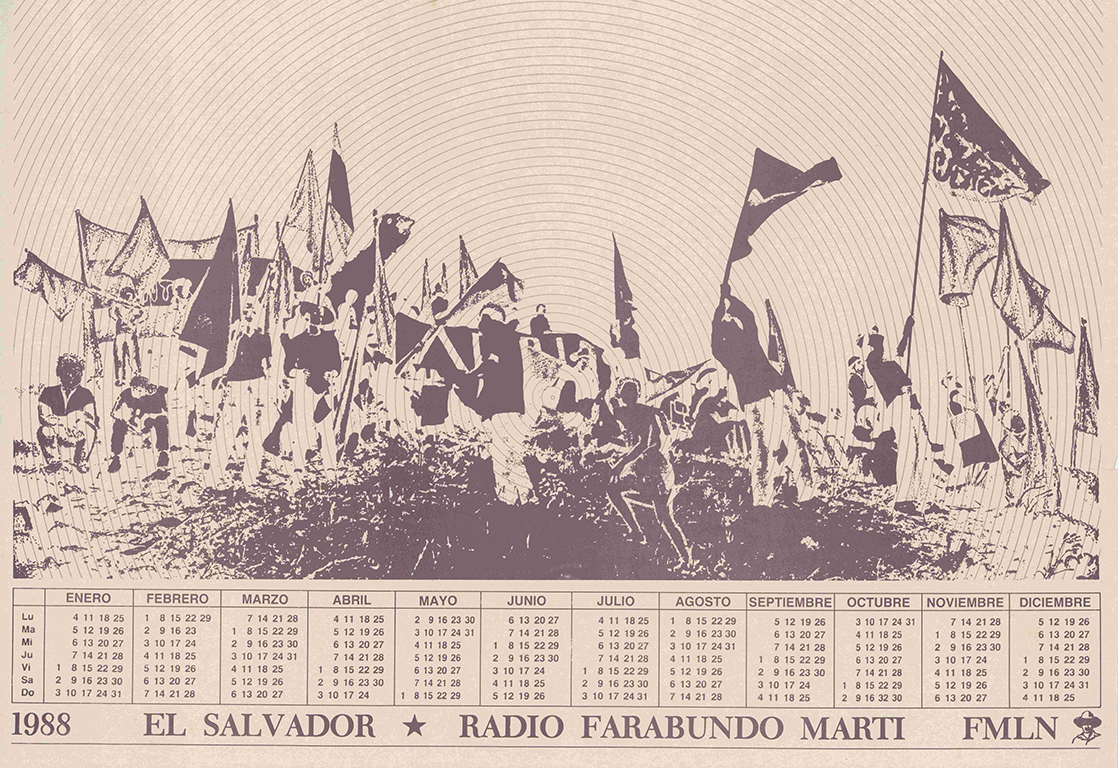 ENERO FEBRERO MARZO ABRIL MAYO JUNIO JULIO AGOSTO SEPTIEMBRE OCTUBRE NOVIEMBRE DICIEMBRE
Lu 4 11 18 25 1 8 15 22 29 7 14 21 28 4 11 18 25 2 9 16 23 30 6 13 20 27 4 11 18 25 1 8 15 22 29 5 12 19 26 3 10 17 24 31 7 14 21 28 5 12 19 26
Ma 5 12 19 26 2 9 16 23 1 8 15 22 29 5 12 19 26 3 10 17 24 31 7 14 21 28 5 12 19 26 2 9 16 23 30 6 13 20 27 4 11 18 25 1 8 15 22 29 6 13 20 27
Mi 6 13 20 27 3 10 17 24 2 9 16 23 30 6 13 20 27 4 11 18 25 1 8 15 22 29 6 13 20 27 3 10 17 24 31 7 14 21 28 5 12 19 26 2 9 16 23 30 7 14 21 28
Ju 7 14 21 28 4 11 18 25 3 10 17 24 31 7 14 21 28 5 12 19 26 2 9 16 23 30 7 14 21 28 4 11 18 25 1 8 15 22 29 6 13 20 27 3 10 17 24 1 8 15 22 29
Vi 1 8 15 22 29 5 12 19 26 4 11 18 25 1 8 15 22 29 6 13 20 27 3 10 17 24 1 8 15 22 29 5 12 19 26 2 9 16 23 30 7 14 21 28 4 11 18 25 2 9 16 23 30
Sa 2 9 16 23 30 6 13 20 27 5 12 19 26 2 9 16 23 30 7 14 21 28 4 11 18 25 2 9 16 23 30 6 13 20 27 3 10 17 24 1 8 15 22 29 5 12 19 26 3 10 17 24 31
Do 3 10 17 24 31 7 14 21 28 6 13 20 27 3 10 17 24 1 8 15 22 29 5 12 19 26 3 10 17 24 31 7 14 21 28 4 11 18 25 2 9 16 32 30 6 13 20 27 4 11 18 25
1988 EL SALVADOR ★ RADIO FARABUNDO MARTI FMLN